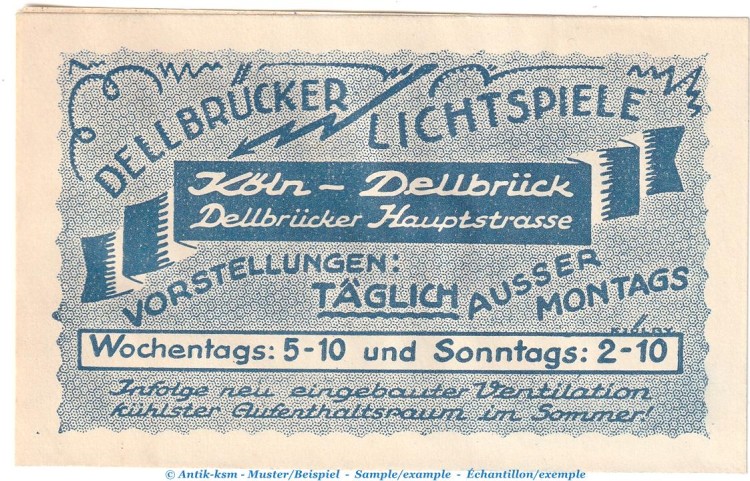 DELLBRÜCKER LICHTSPIELE
Köln - Dellbrück
Dellbrücker Hauptstrasse
VORSTELLUNGEN: TÄGLICH AUSSER MONTAGS
Wochentags: 5-10 und Sonntags: 2-10
Infolge neu eingebauter Ventilation
kühlster Aufenthaltsraum im Sommer!
© Antik-ksm - Muster/Beispiel - Sample/example - Échantillon/exemple